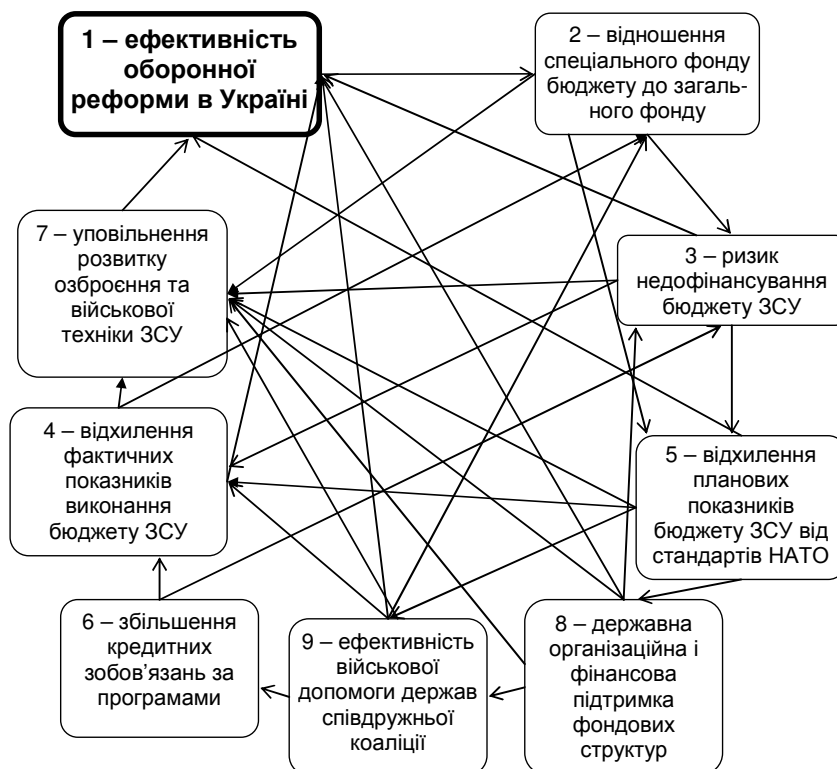 1 – ефективність
оборонної
реформи в Україні
2 – відношення
спеціального фонду
бюджету до загаль-
ного фонду
7 – уповільнення
розвитку
озброєння та
військової
техніки ЗСУ
3 – ризик
недофінансування
бюджету ЗСУ
4 – відхилення
фактичних
показників
виконання
бюджету ЗСУ
5 – відхилення
планових
показників
бюджету ЗСУ від
стандартів НАТО
6 – збільшення
кредитних
зобов’язань за
програмами
9 – ефективність
військової
допомоги держав
співдружньої
коаліції
8 – державна
організаційна і
фінансова
підтримка
фондових
структур